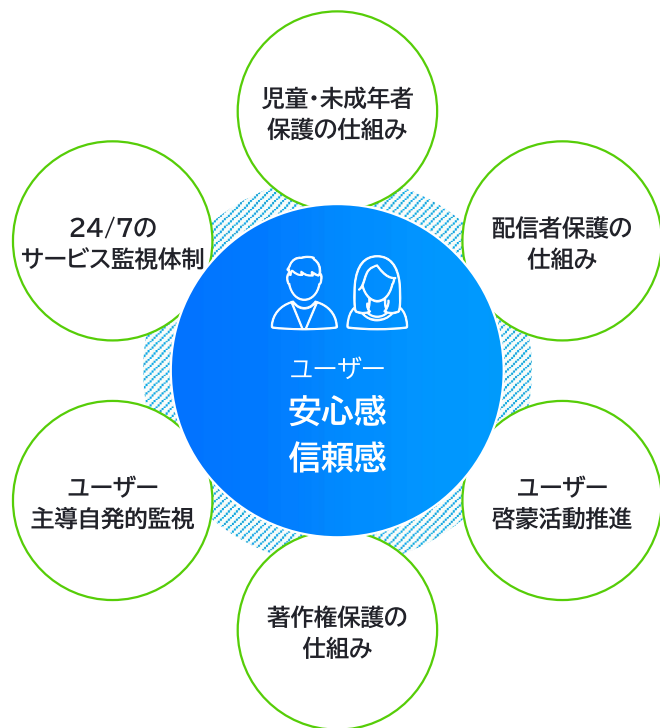 児童・未成年者
保護の仕組み
24/7の
サービス監視体制
配信者保護の
仕組み
ユーザー
安心感
信頼感
ユーザー
主導自発的監視
ユーザー
啓蒙活動推進
著作権保護の
仕組み